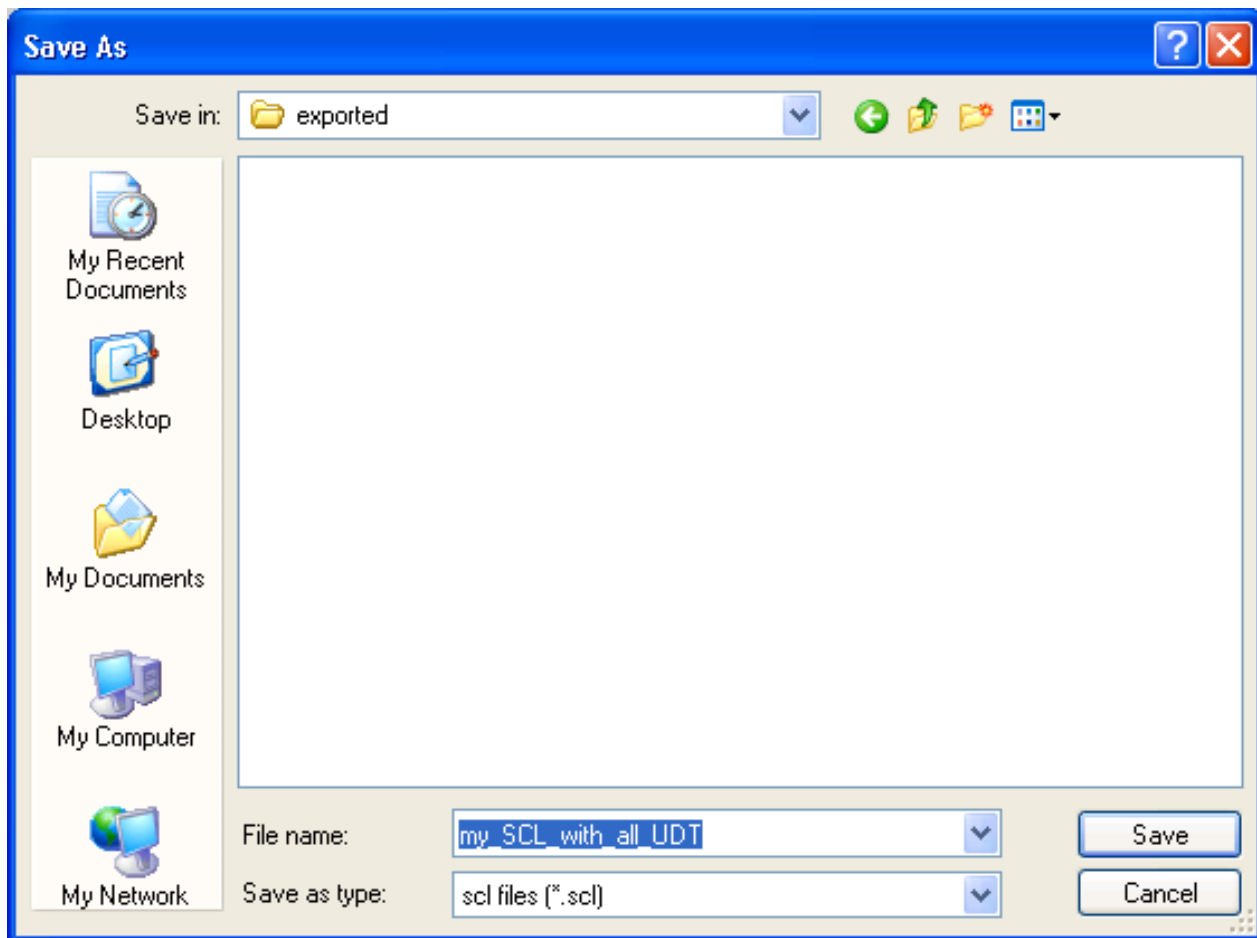 Save As
Save in:
exported
My Recent
Documents
Desktop
My Documents
My Computer
My Network
File name:
my_SCL_with_all_UDT
Save
Save as type:
scl files (*.scl)
Cancel